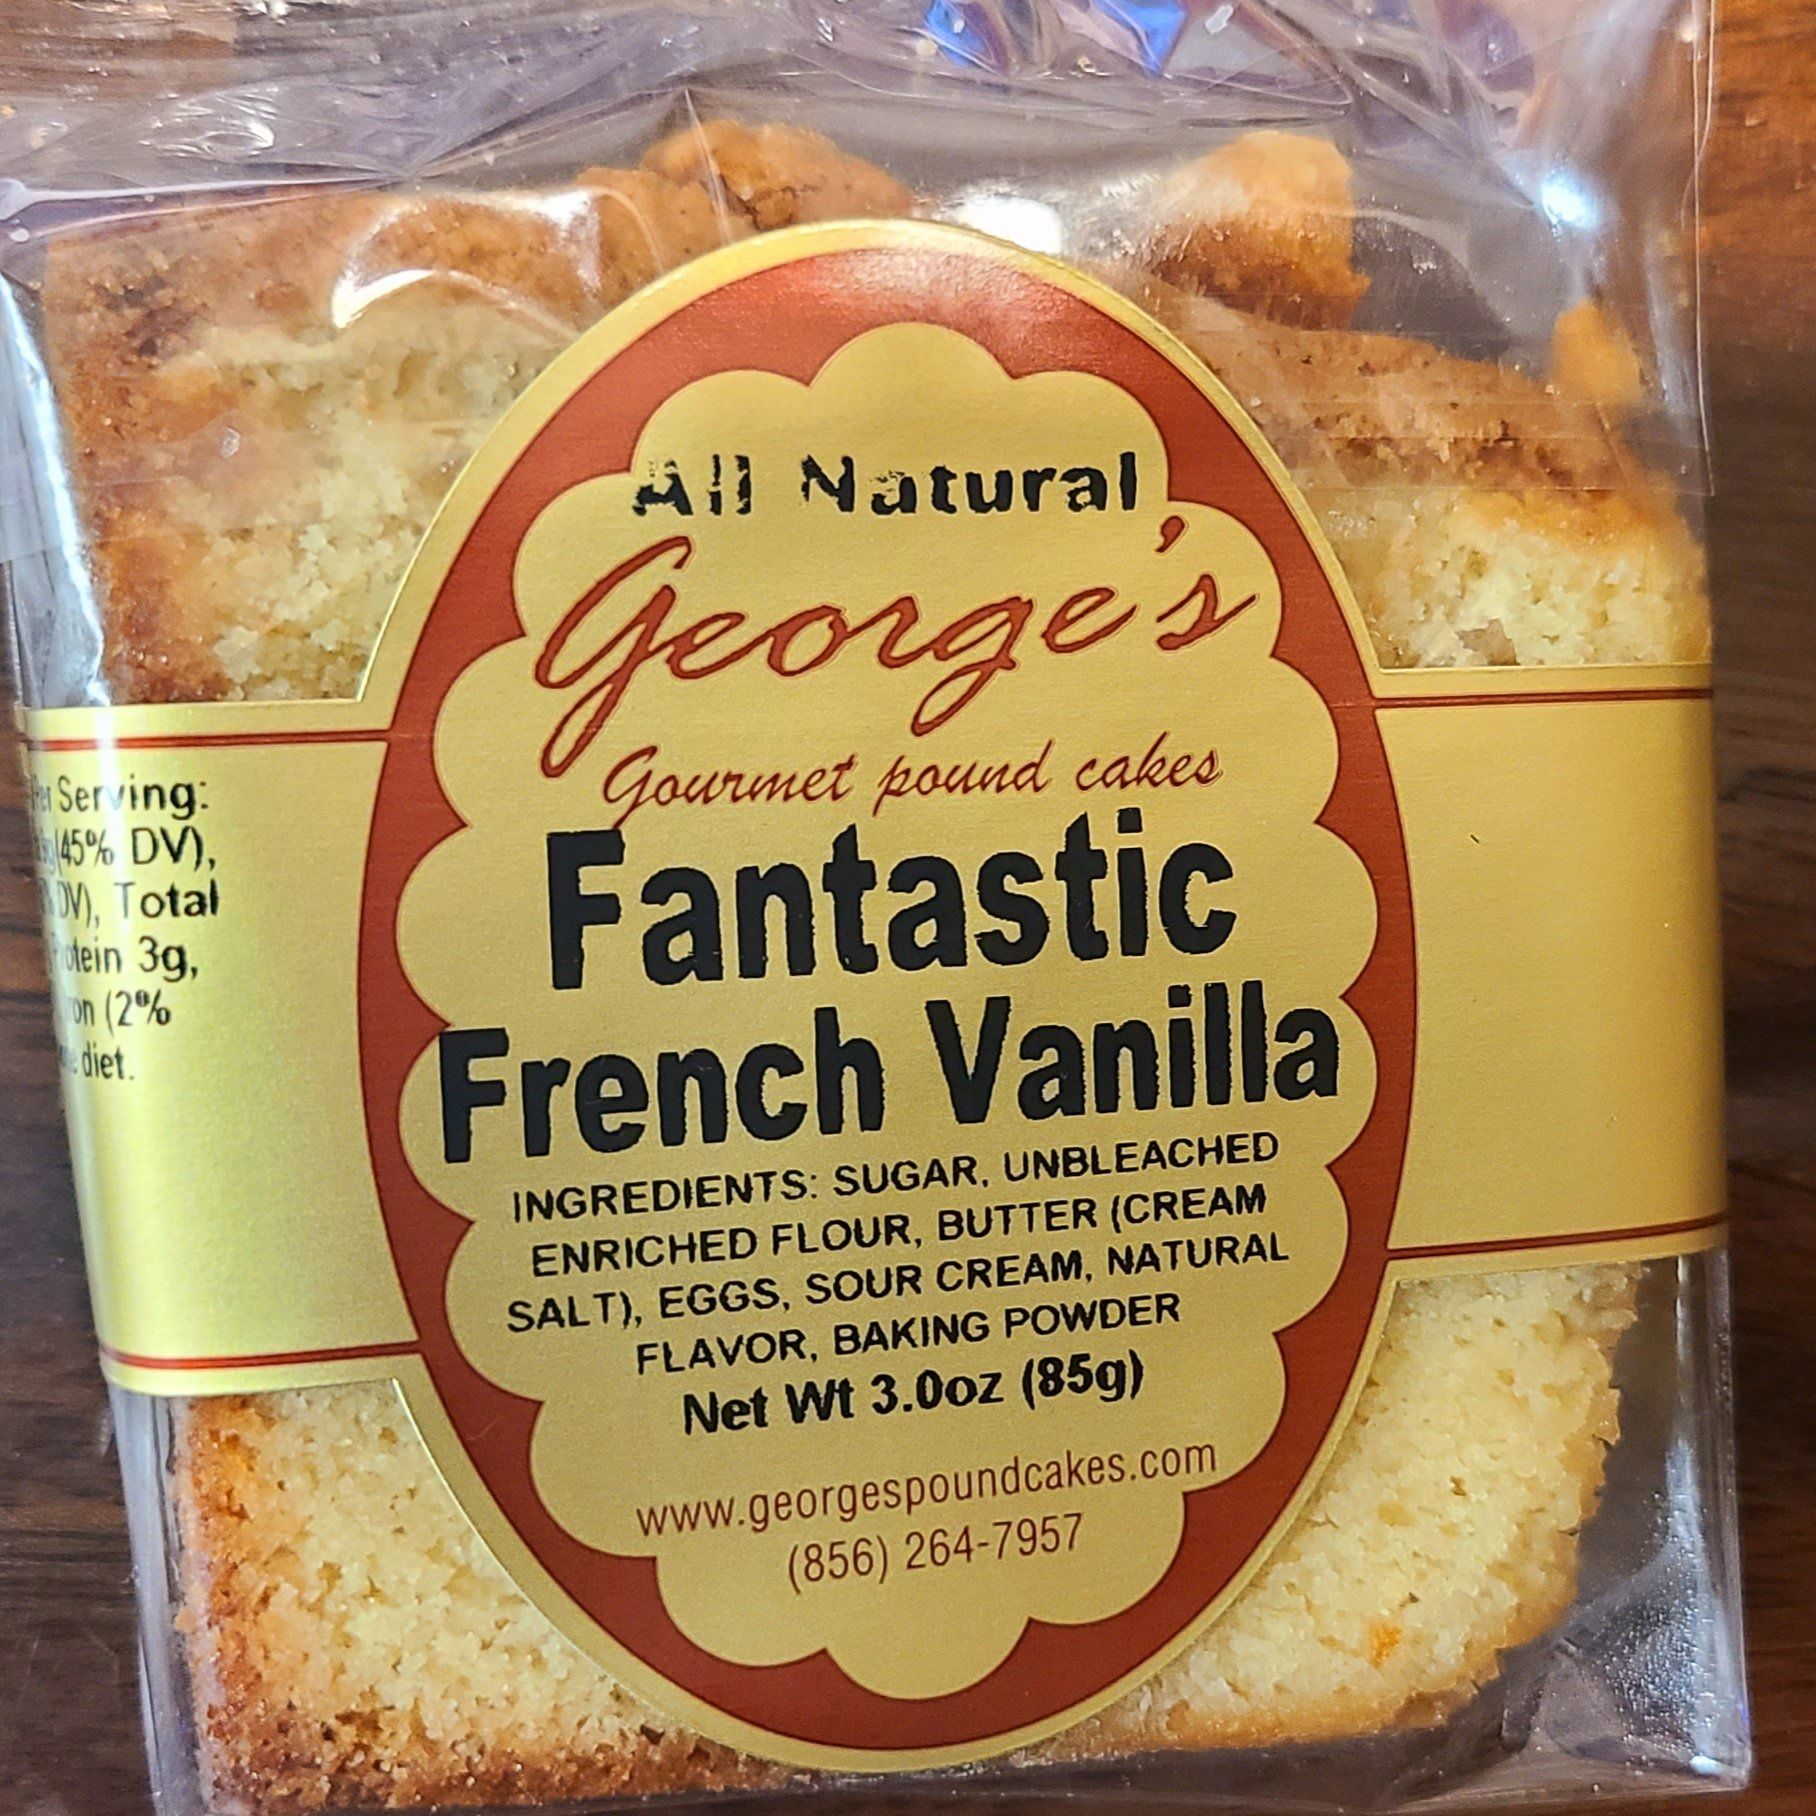 All Natural
George's
Gourmet pound cakes
Fantastic
French Vanilla
INGREDIENTS: SUGAR, UNBLEACHED
ENRICHED FLOUR, BUTTER (CREAM
SALT), EGGS, SOUR CREAM, NATURAL
FLAVOR, BAKING POWDER
Net Wt 3.0oz (85g)
www.georgespoundcakes.com
(856) 264-7957
Per Serving:
(45% DV),
DV), Total
Protein 3g,
(2%
diet.